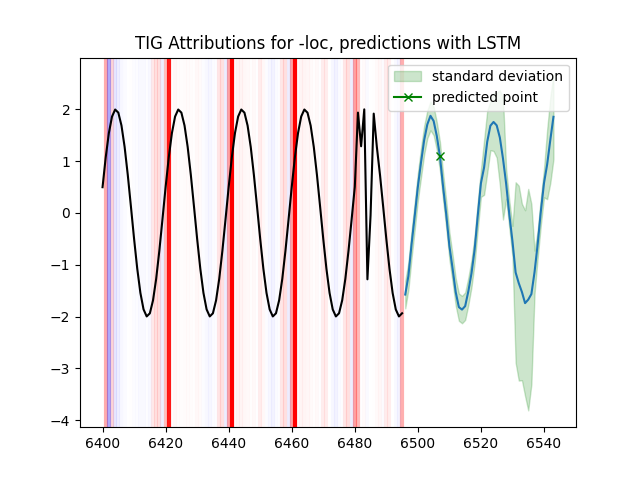 TIG Attributions for -loc, predictions with LSTM
standard deviation
predicted point
2
1
0
−1
−2
−3
−4
6400 6420 6440 6460 6480 6500 6520 6540